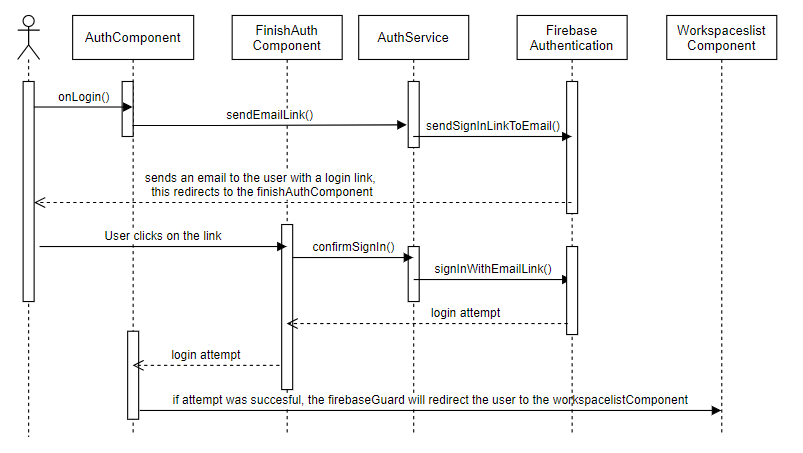 AuthComponent
FinishAuth
Component
AuthService
Firebase
Authentication
Workspaceslist
Component
onLogin()
sendEmailLink()
sendSignInLinkToEmail()
sends an email to the user with a login link,
this redirects to the finishAuthComponent
User clicks on the link
confirmSignIn()
signInWithEmailLink()
login attempt
login attempt
if attempt was succesful, the firebaseGuard will redirect the user to the workspacelistComponent